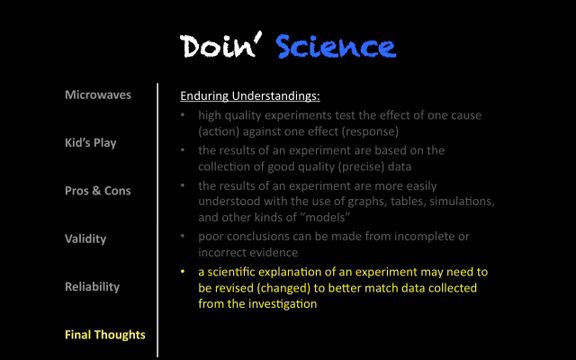 Doin’ Science
Microwaves
Kid’s Play
Pros & Cons
Validity
Reliability
Final Thoughts
Enduring Understandings:
• high quality experiments test the effect of one cause
(action) against one effect (response)
• the results of an experiment are based on the
collection of good quality (precise) data
• the results of an experiment are more easily
understood with the use of graphs, tables, simulations,
and other kinds of “models”
• poor conclusions can be made from incomplete or
incorrect evidence
• a scientific explanation of an experiment may need to
be revised (changed) to better match data collected
from the investigation